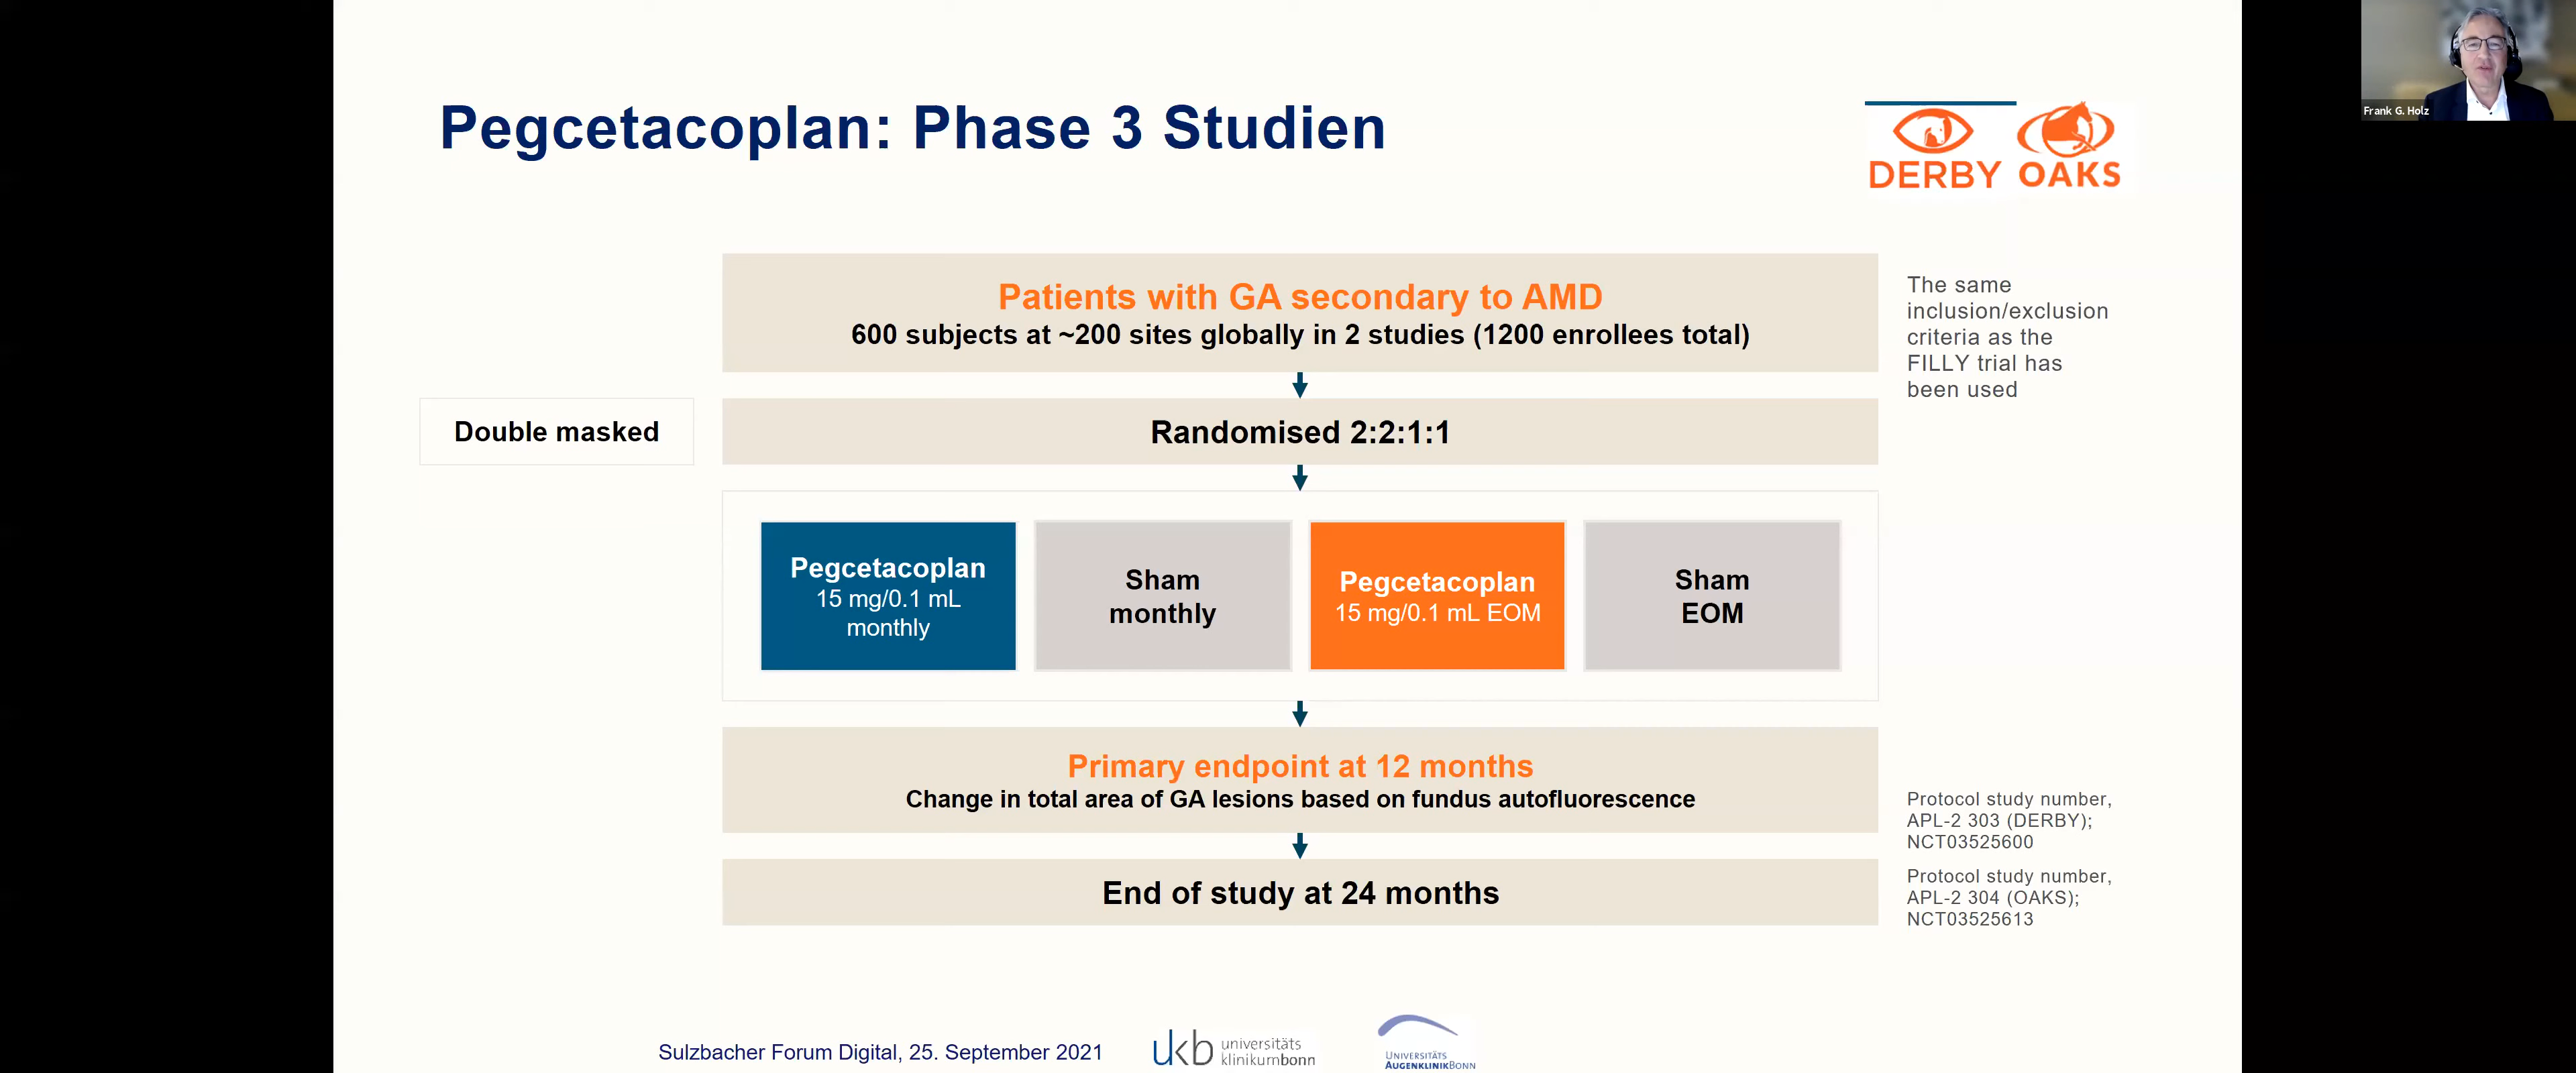 Pegcetacoplan: Phase 3 Studien
DERBY OAKS
Frank G. Holz
Patients with GA secondary to AMD
600 subjects at ~200 sites globally in 2 studies (1200 enrollees total)
The same
inclusion/exclusion
criteria as the
FILLY trial has
been used
Double masked
Randomised 2:2:1:1
Pegcetacoplan
15 mg/0.1 mL
monthly
Sham
monthly
Pegcetacoplan
15 mg/0.1 mL EOM
Sham
EOM
Primary endpoint at 12 months
Change in total area of GA lesions based on fundus autofluorescence
Protocol study number,
APL-2 303 (DERBY);
NCT03525600
End of study at 24 months
Protocol study number,
APL-2 304 (OAKS);
NCT03525613
Sulzbacher Forum Digital, 25. September 2021
ukb universitäts
klinikumbonn
UNIVERSITÄTS
AUGENKLINIKBONN